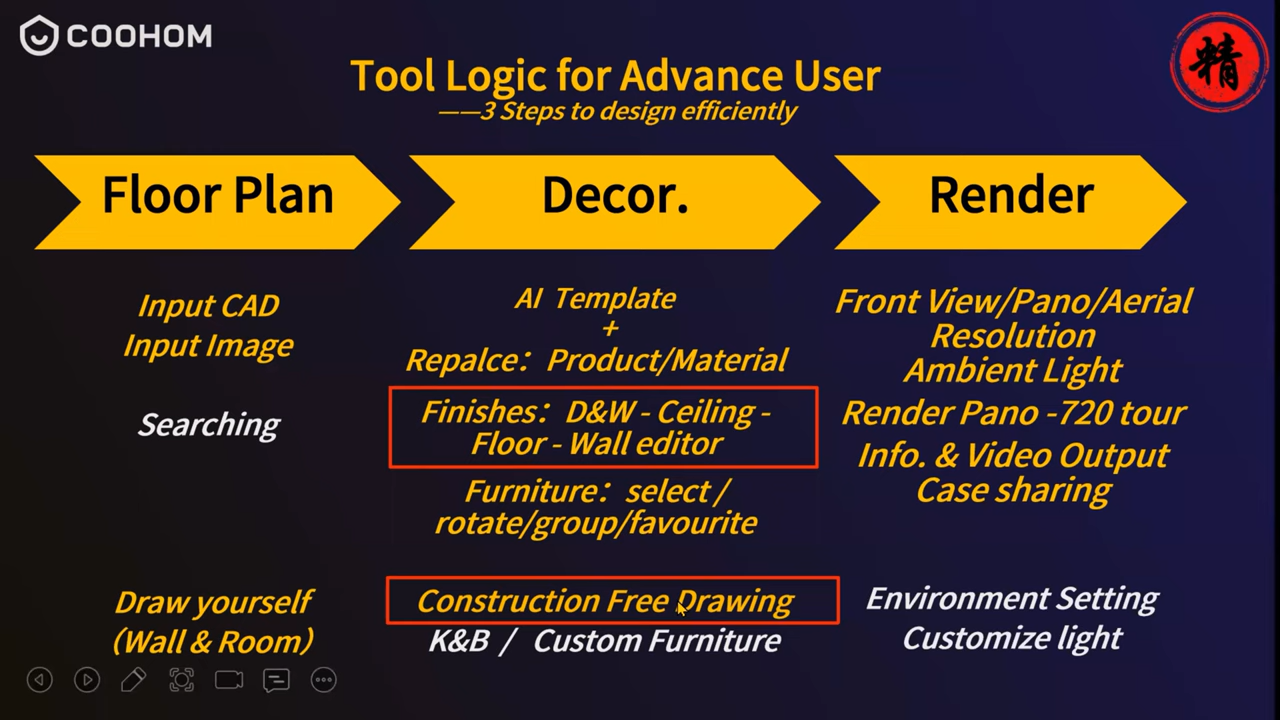 COOHOM
精
Tool Logic for Advance User
——3 Steps to design efficiently
Floor Plan
Decor.
Render
Input CAD
Input Image
Searching
Draw yourself
(Wall & Room)
AI Template
+
Repalce：Product/Material
Finishes：D&W - Ceiling -
Floor - Wall editor
Furniture：select /
rotate/group/favourite
Construction Free Drawing
K&B / Custom Furniture
Front View/Pano/Aerial
Resolution
Ambient Light
Render Pano -720 tour
Info. & Video Output
Case sharing
Environment Setting
Customize light